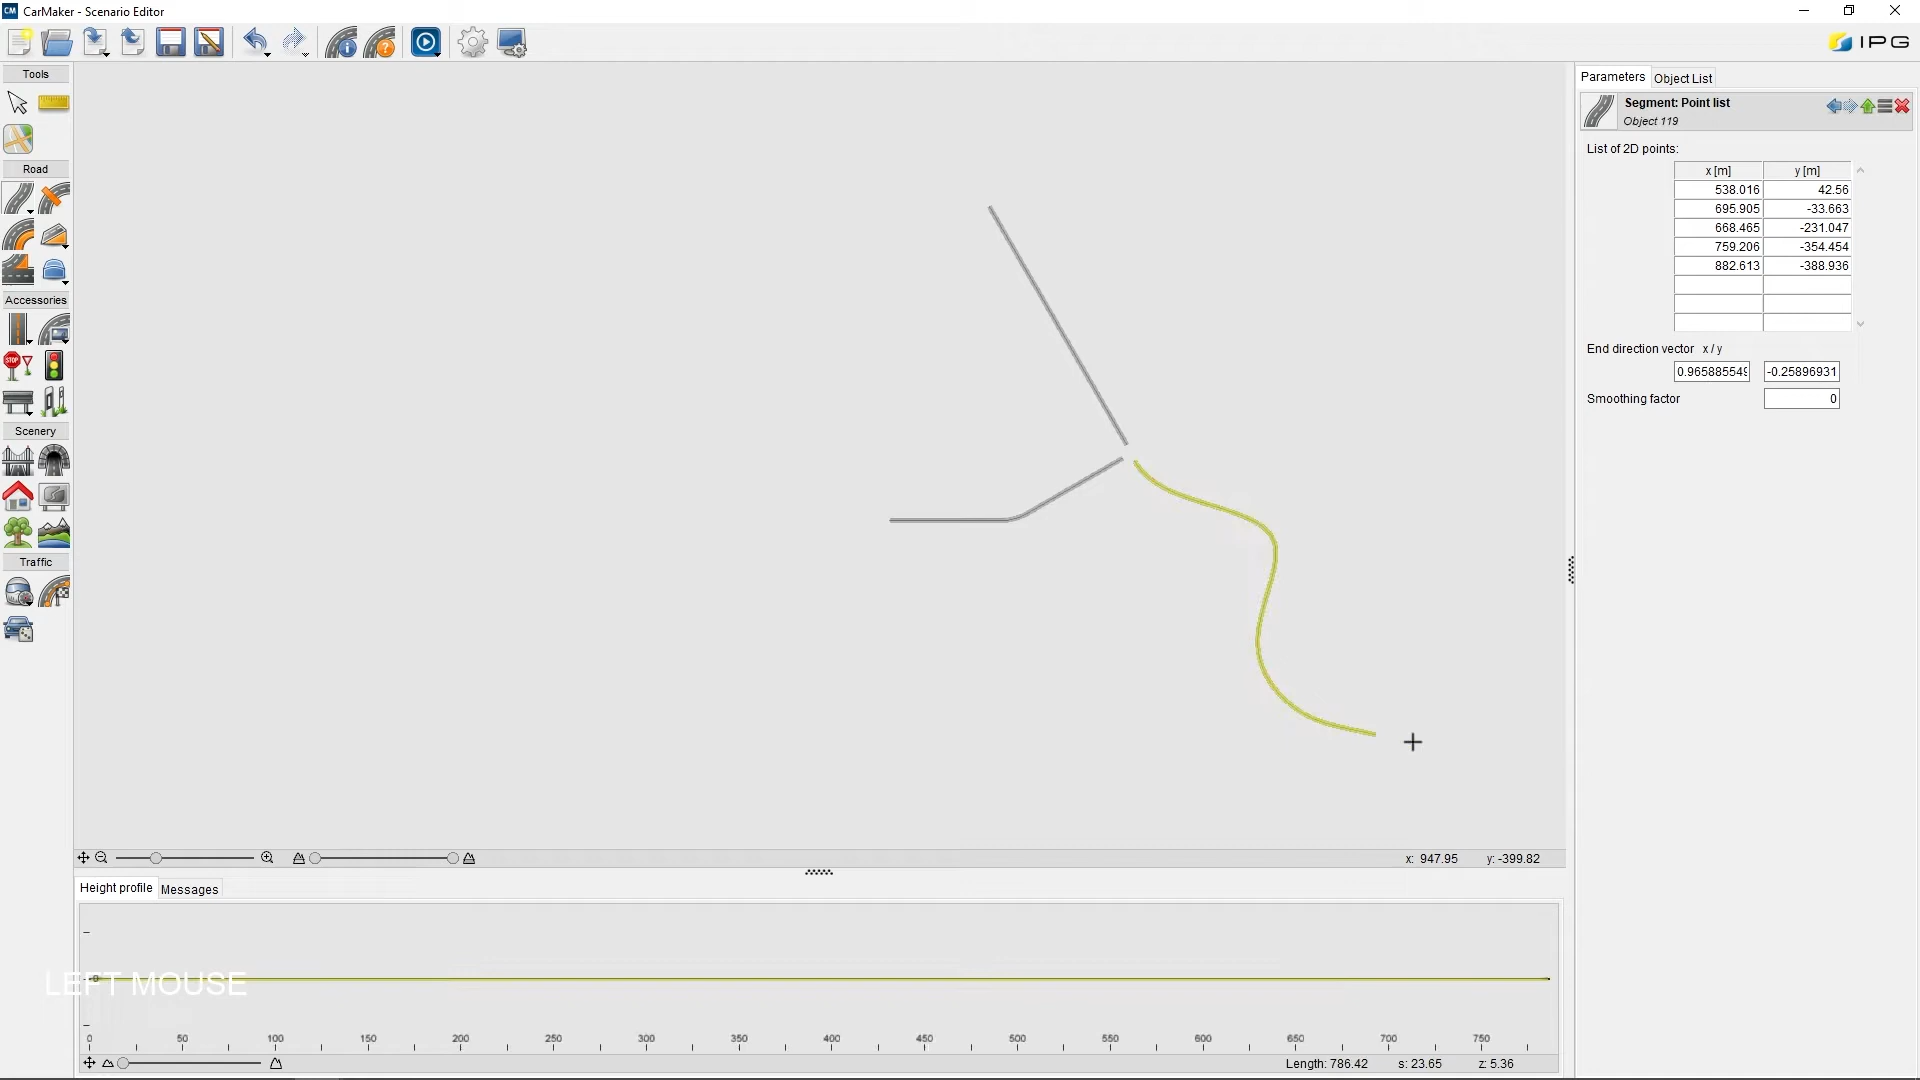 CM CarMaker - Scenario Editor
IPG
Tools
Road
Accessories
STOP
Scenery
Traffic
Parameters Object List
Segment: Point list
Object 119
List of 2D points:
x [m] y [m]
538.016 42.56
695.905 -33.663
668.465 -231.047
759.206 -354.454
882.613 -388.936
End direction vector x / y
0.965885549 -0.25896931
Smoothing factor 0
x: 947.95 y: -399.82
Height profile Messages
0
LEFT MOUSE
0 50 100 150 200 250 300 350 400 450 500 550 600 650 700 750
Length: 786.42 s: 23.65 z: 5.36